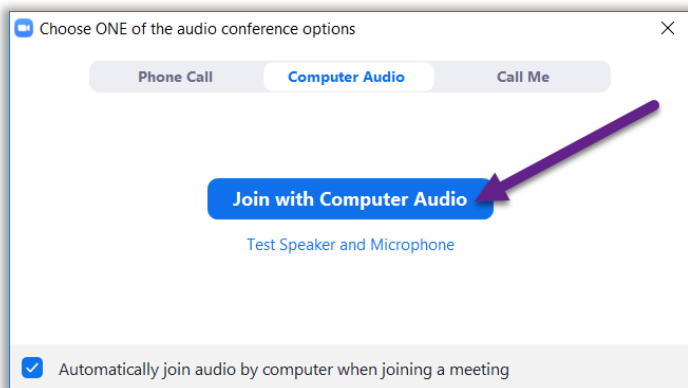 Choose ONE of the audio conference options
Phone Call Computer Audio Call Me
Join with Computer Audio
Test Speaker and Microphone
Automatically join audio by computer when joining a meeting